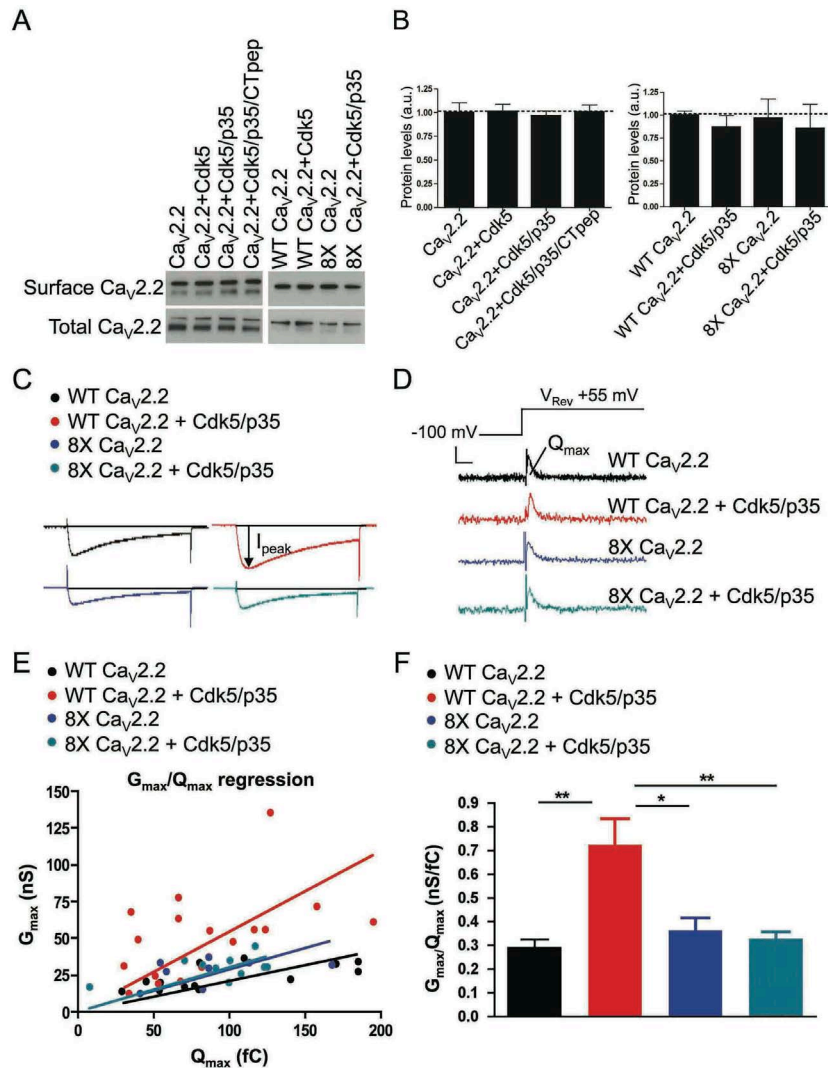 A
CaV2.2
CaV2.2+Cdk5
CaV2.2+Cdk5/p35
CaV2.2+Cdk5/p35/CTpep
WT CaV2.2
WT CaV2.2+Cdk5
8X CaV2.2
8X CaV2.2+Cdk5/p35
Surface CaV2.2
Total CaV2.2
B
Protein levels (a.u.)
1.25
1.00
0.75
0.50
0.25
0.00
CaV2.2
CaV2.2+Cdk5
CaV2.2+Cdk5/p35
CaV2.2+Cdk5/p35/CTpep
Protein levels (a.u.)
1.25
1.00
0.75
0.50
0.25
0.00
WT CaV2.2
WT CaV2.2+Cdk5/p35
8X CaV2.2
8X CaV2.2+Cdk5/p35
C
WT CaV2.2
WT CaV2.2 + Cdk5/p35
8X CaV2.2
8X CaV2.2 + Cdk5/p35
Ipeak
D
VRev +55 mV
-100 mV
Qmax
WT CaV2.2
WT CaV2.2 + Cdk5/p35
8X CaV2.2
8X CaV2.2 + Cdk5/p35
E
WT CaV2.2
WT CaV2.2 + Cdk5/p35
8X CaV2.2
8X CaV2.2 + Cdk5/p35
Gmax/Qmax regression
Gmax (nS)
150
125
100
75
50
25
0
0
50
100
150
200
Qmax (fC)
F
WT CaV2.2
WT CaV2.2 + Cdk5/p35
8X CaV2.2
8X CaV2.2 + Cdk5/p35
Gmax/Qmax (nS/fC)
0.9
0.8
0.7
0.6
0.5
0.4
0.3
0.2
0.1
0.0
**
*
**